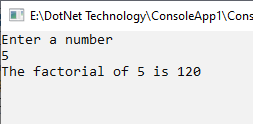 E:\DotNet Technology\ConsoleApp1\Cons
Enter a number
5
The factorial of 5 is 120